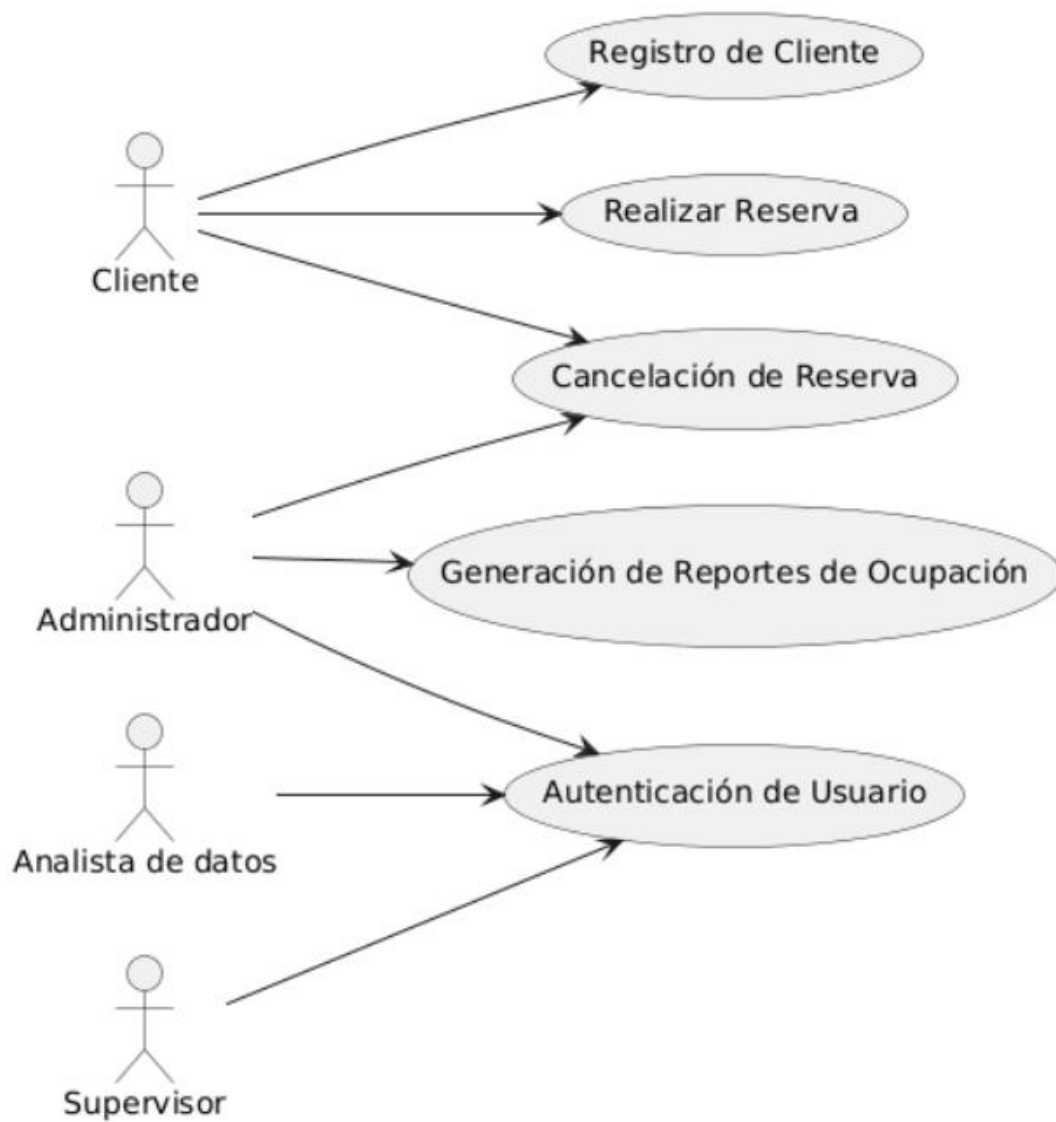 Registro de Cliente
Realizar Reserva
Cliente
Cancelación de Reserva
Generación de Reportes de Ocupación
Administrador
Autenticación de Usuario
Analista de datos
Supervisor